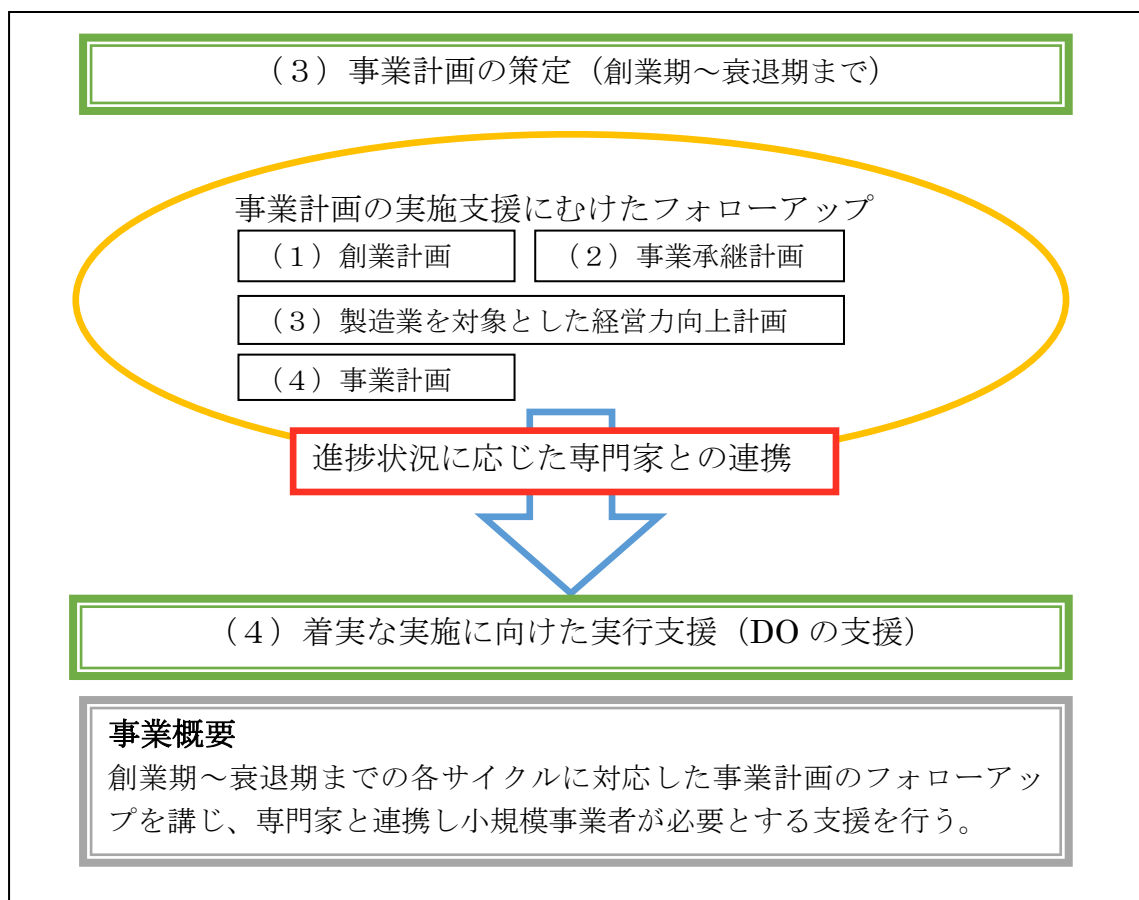 （３）事業計画の策定（創業期～衰退期まで）
事業計画の実施支援にむけたフォローアップ
（１）創業計画
（２）事業承継計画
（３）製造業を対象とした経営力向上計画
（４）事業計画
進捗状況に応じた専門家との連携
（４）着実な実施に向けた実行支援（DO の支援）
事業概要
創業期～衰退期までの各サイクルに対応した事業計画のフォローアッ
プを講じ、専門家と連携し小規模事業者が必要とする支援を行う。